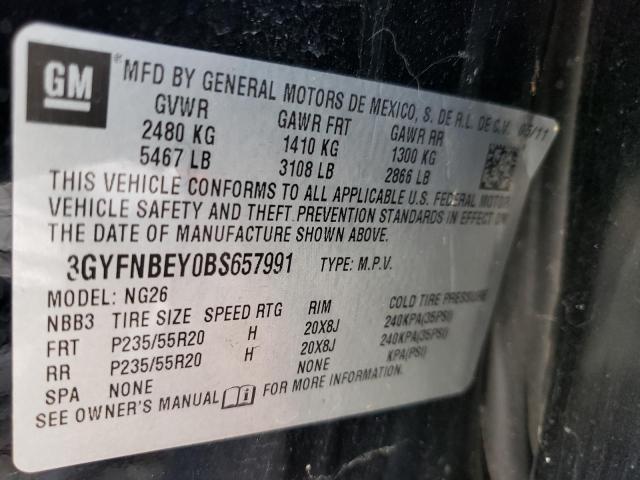 GM
® MFD BY GENERAL MOTORS DE MEXICO, S. DE R.L. DE C.V. 05/11
GVWR GAWR FRT GAWR RR
2480 KG 1410 KG 1300 KG
5467 LB 3108 LB 2866 LB
THIS VEHICLE CONFORMS TO ALL APPLICABLE U.S. FEDERAL MOTOR
VEHICLE SAFETY AND THEFT PREVENTION STANDARDS IN EFFECT ON
THE DATE OF MANUFACTURE SHOWN ABOVE.
3GYFNBEY0BS657991 TYPE: M.P.V.
MODEL: NG26
NBB3 TIRE SIZE SPEED RTG RIM COLD TIRE PRESSURE
FRT P235/55R20 H 20X8J 240KPA(35PSI)
RR P235/55R20 H 20X8J 240KPA(35PSI)
SPA NONE NONE KPA(PSI)
SEE OWNER'S MANUAL FOR MORE INFORMATION.